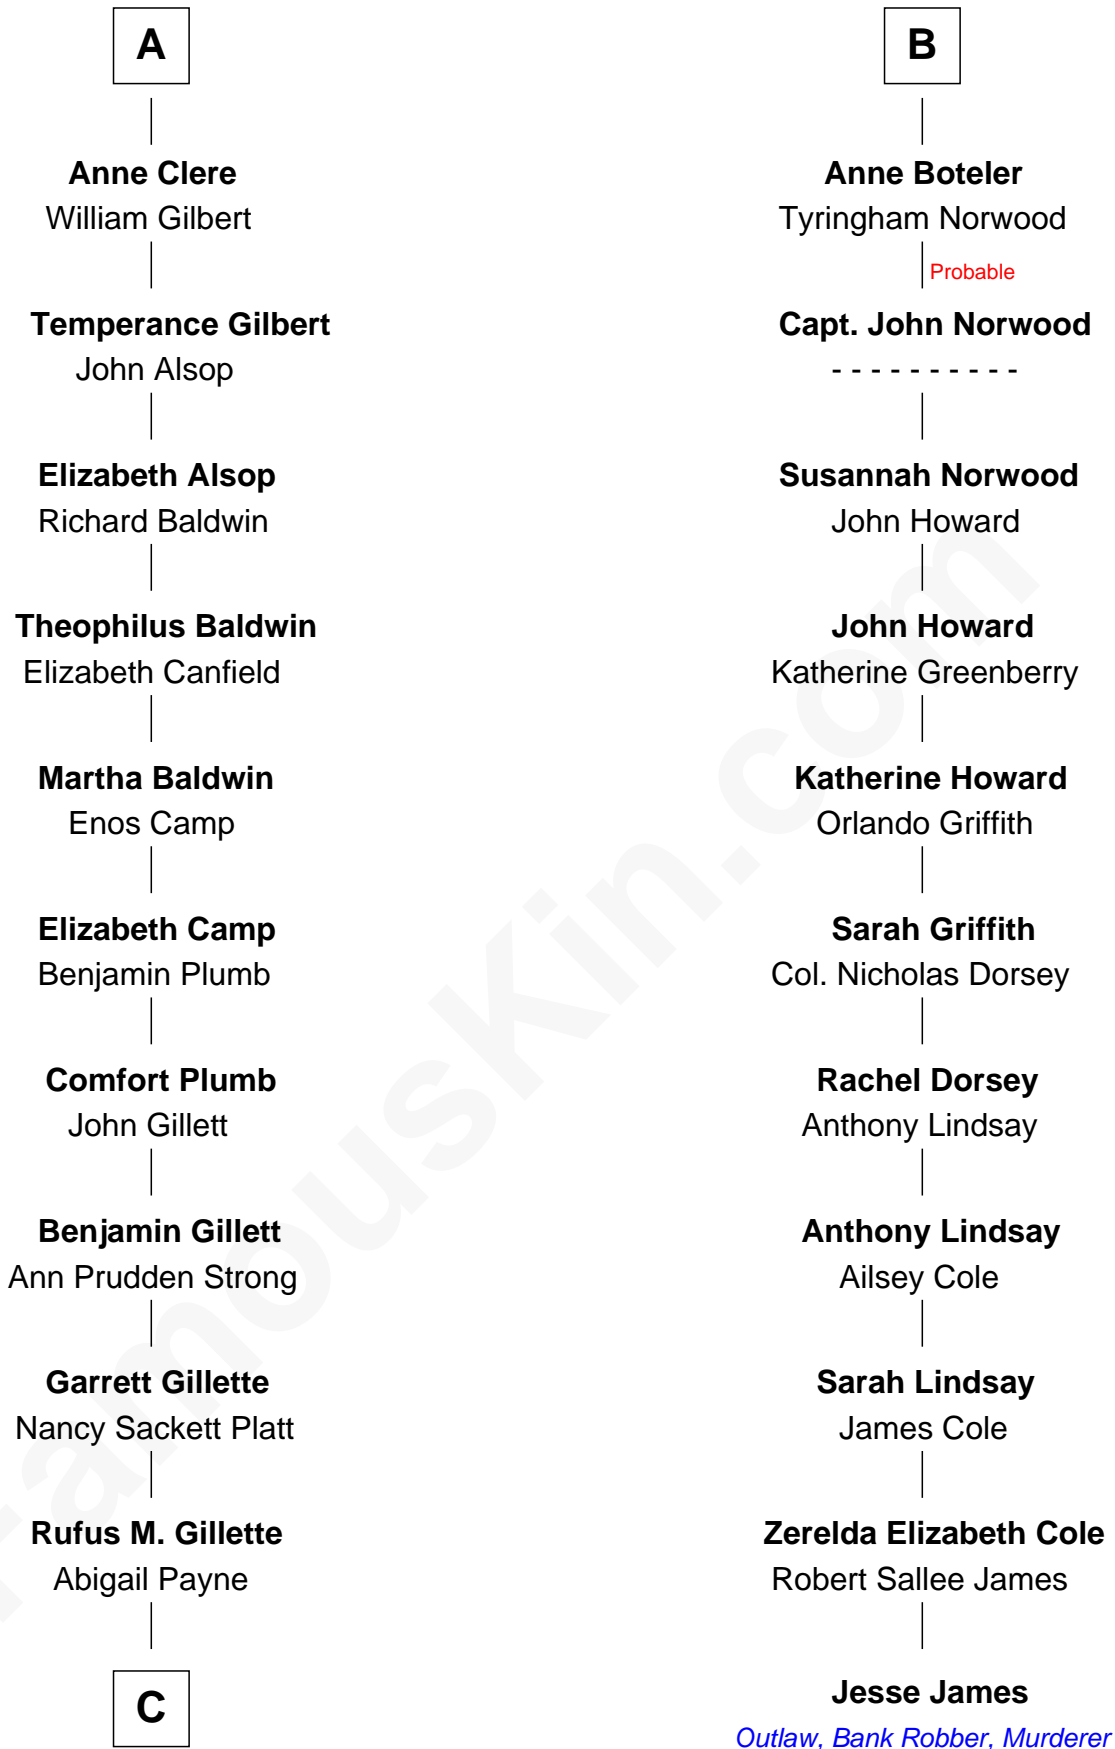 A
Anne Clere
William Gilbert
Temperance Gilbert
John Alsop
Elizabeth Alsop
Richard Baldwin
Theophilus Baldwin
Elizabeth Canfield
Martha Baldwin
Enos Camp
Elizabeth Camp
Benjamin Plumb
Comfort Plumb
John Gillett
Benjamin Gillett
Ann Prudden Strong
Garrett Gillette
Nancy Sackett Platt
Rufus M. Gillette
Abigail Payne
C
B
Anne Boteler
Tyringham Norwood
Probable
Capt. John Norwood
- - - - - - - - - -
Susannah Norwood
John Howard
John Howard
Katherine Greenberry
Katherine Howard
Orlando Griffith
Sarah Griffith
Col. Nicholas Dorsey
Rachel Dorsey
Anthony Lindsay
Anthony Lindsay
Ailsey Cole
Sarah Lindsay
James Cole
Zerelda Elizabeth Cole
Robert Sallee James
Jesse James
Outlaw, Bank Robber, Murderer
FamousKin.com